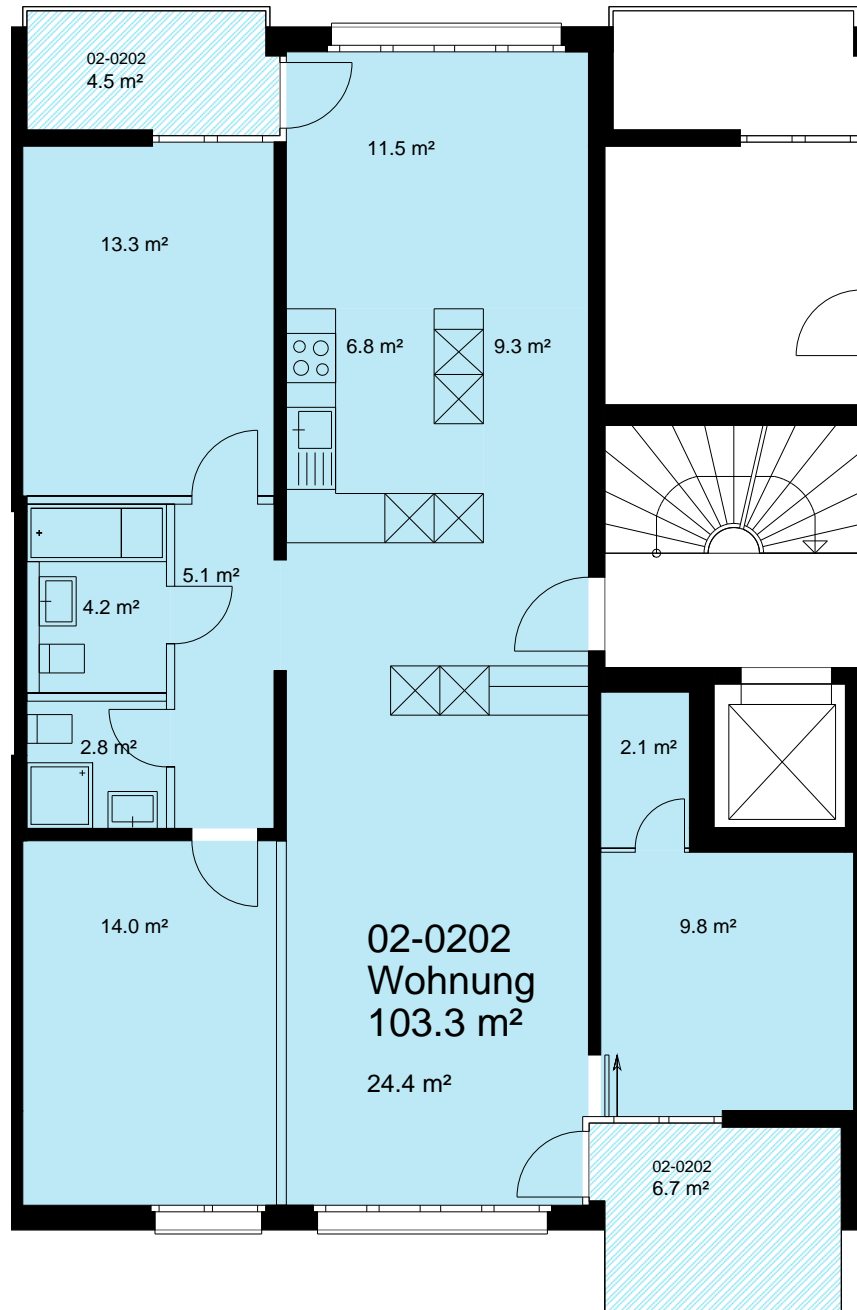 02-0202
4.5 m²
11.5 m²
13.3 m²
6.8 m²
9.3 m²
5.1 m²
4.2 m²
2.8 m²
2.1 m²
14.0 m²
9.8 m²
02-0202
Wohnung
103.3 m²
24.4 m²
02-0202
6.7 m²